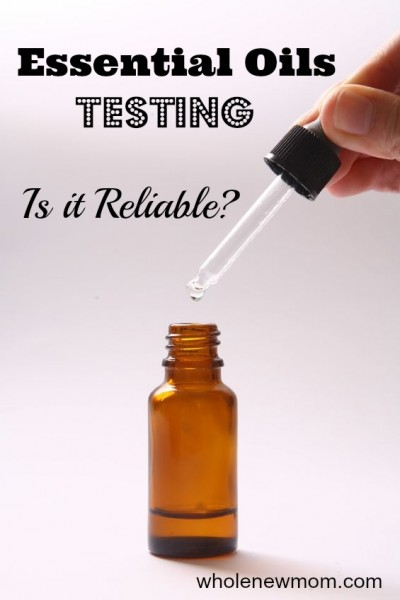 Essential Oils
TESTING
Is it Reliable?
wholenewmom.com